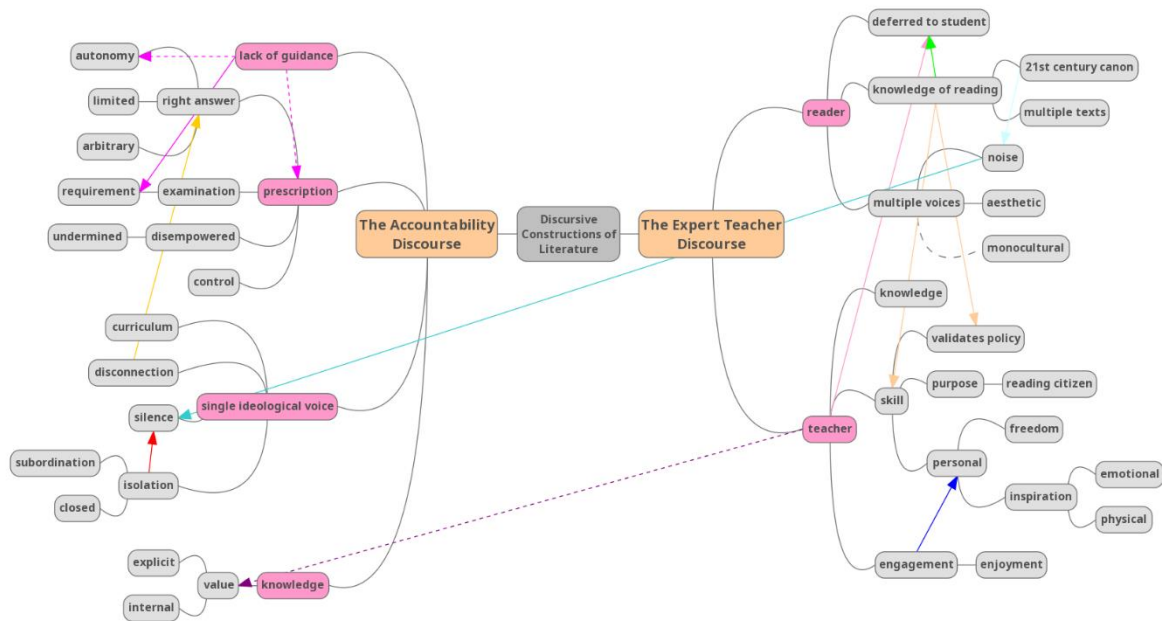 deferred to student
autonomy
lack of guidance
21st century canon
knowledge of reading
limited
right answer
reader
multiple texts
arbitrary
noise
requirement
examination
prescription
multiple voices
aesthetic
The Accountability
Discourse
Discursive
Constructions of
Literature
The Expert Teacher
Discourse
undermined
disempowered
monocultural
control
knowledge
curriculum
validates policy
disconnection
purpose
reading citizen
single ideological voice
skill
silence
teacher
freedom
subordination
personal
isolation
emotional
inspiration
closed
physical
explicit
engagement
enjoyment
value
knowledge
internal